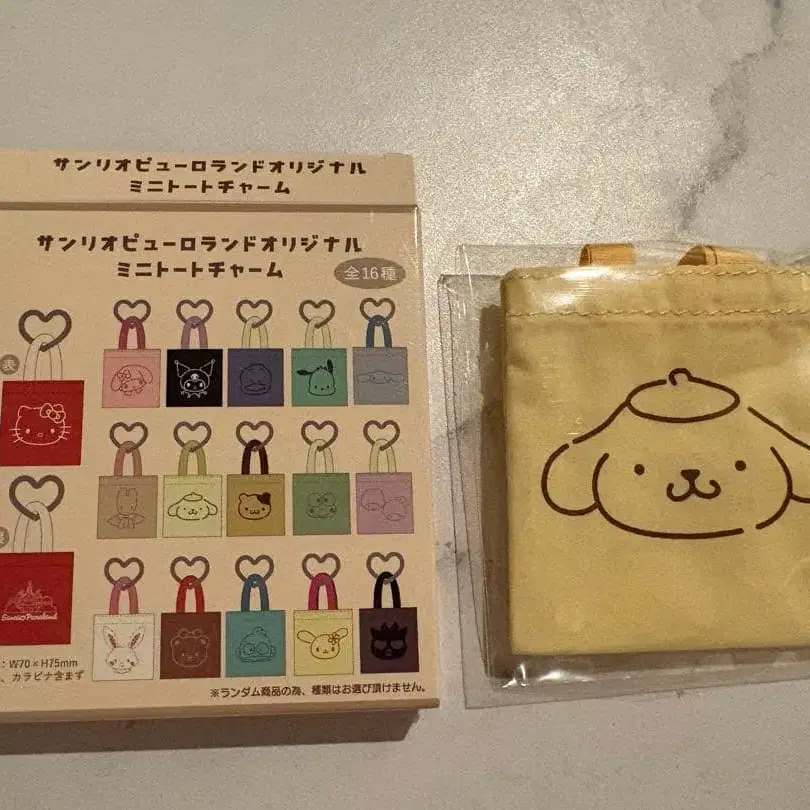 サンリオピューロランドオリジナル
ミニトートチャーム
サンリオピューロランドオリジナル
ミニトートチャーム
全16種
表
Sanrio Puroland
: W70×H75mm
、カラビナ含まず
※ランダム商品の為、種類はお選び頂けません。